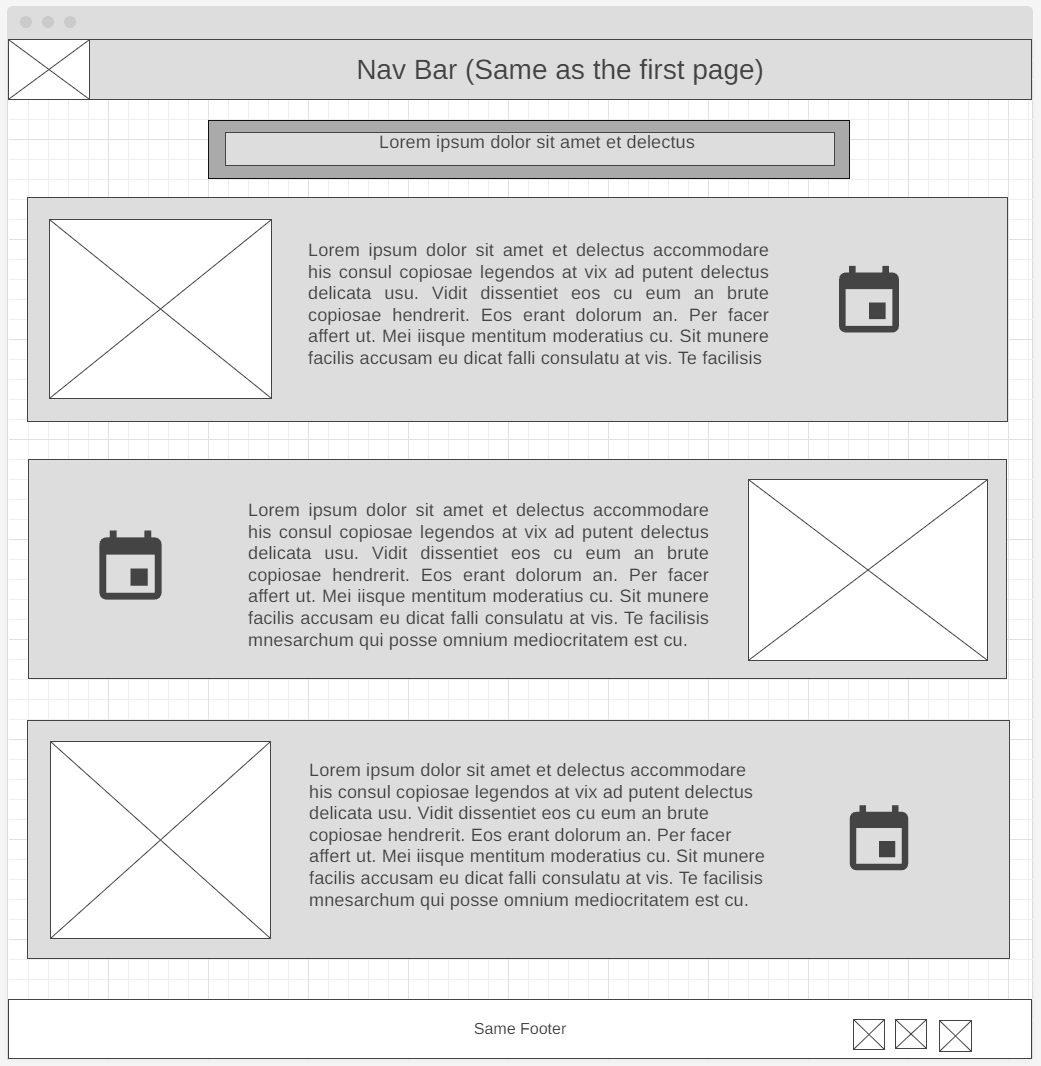 Nav Bar (Same as the first page)
Lorem ipsum dolor sit amet et delectus
Lorem ipsum dolor sit amet et delectus accommodare
his consul copiosae legendos at vix ad putent delectus
delicata usu. Vidit dissentiet eos cu eum an brute
copiosae hendrerit. Eos erant dolorum an. Per facer
affert ut. Mei iisque mentitum moderatius cu. Sit munere
facilis accusam eu dicat falli consulatu at vis. Te facilisis
Lorem ipsum dolor sit amet et delectus accommodare
his consul copiosae legendos at vix ad putent delectus
delicata usu. Vidit dissentiet eos cu eum an brute
copiosae hendrerit. Eos erant dolorum an. Per facer
affert ut. Mei iisque mentitum moderatius cu. Sit munere
facilis accusam eu dicat falli consulatu at vis. Te facilisis
mnesarchum qui posse omnium mediocritatem est cu.
Lorem ipsum dolor sit amet et delectus accommodare
his consul copiosae legendos at vix ad putent delectus
delicata usu. Vidit dissentiet eos cu eum an brute
copiosae hendrerit. Eos erant dolorum an. Per facer
affert ut. Mei iisque mentitum moderatius cu. Sit munere
facilis accusam eu dicat falli consulatu at vis. Te facilisis
mnesarchum qui posse omnium mediocritatem est cu.
Same Footer